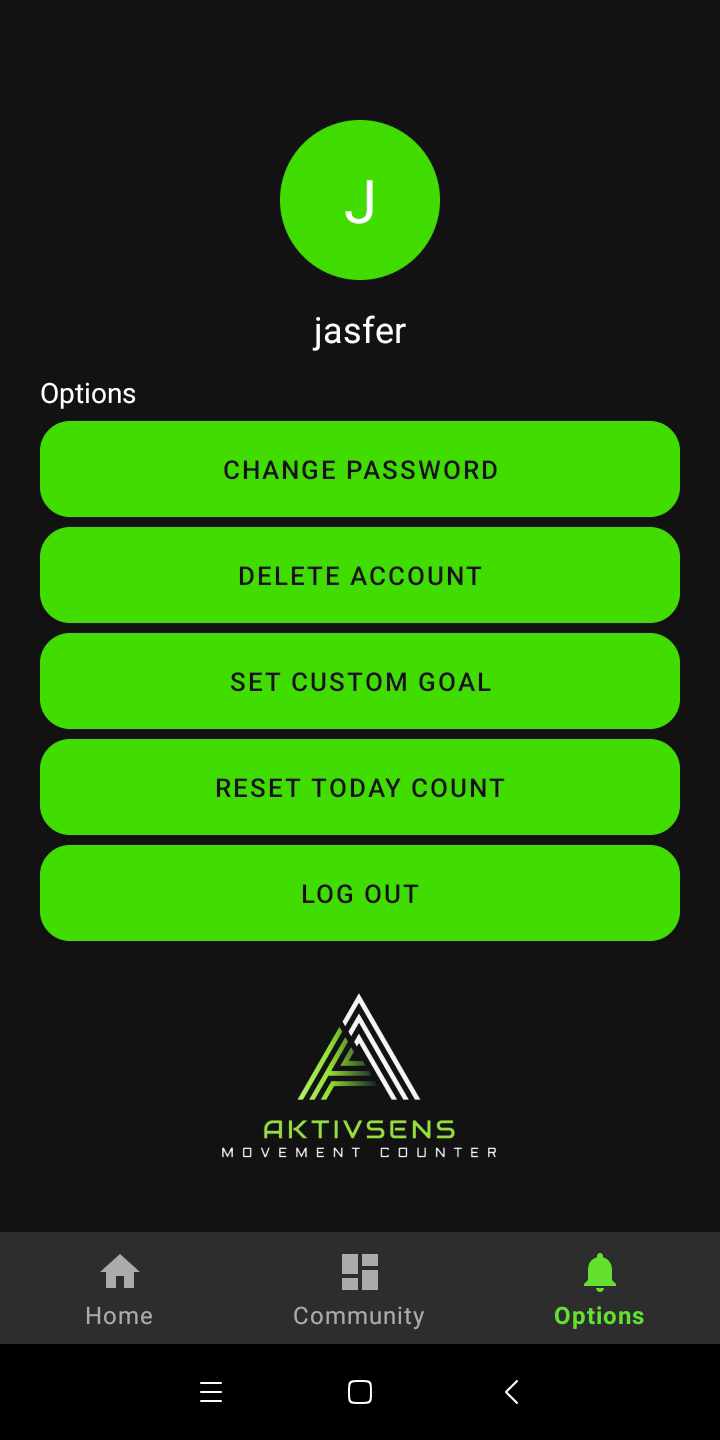 J
jasfer
Options
CHANGE PASSWORD
DELETE ACCOUNT
SET CUSTOM GOAL
RESET TODAY COUNT
LOG OUT
AKTIVSENS
MOVEMENT COUNTER
Home Community Options